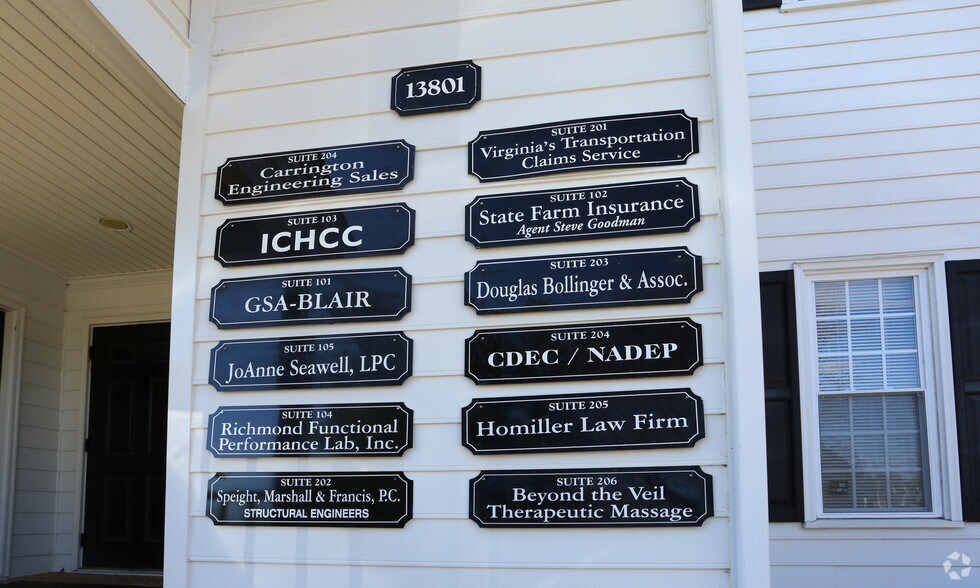 13801
SUITE 204
Carrington
Engineering Sales
SUITE 103
ICHCC
SUITE 101
GSA-BLAIR
SUITE 105
JoAnne Seawell, LPC
SUITE 104
Richmond Functional
Performance Lab, Inc.
SUITE 202
Speight, Marshall & Francis, P.C.
STRUCTURAL ENGINEERS
SUITE 201
Virginia's Transportation
Claims Service
SUITE 102
State Farm Insurance
Agent Steve Goodman
SUITE 203
Douglas Bollinger & Assoc.
SUITE 204
CDEC / NADEP
SUITE 205
Homiller Law Firm
SUITE 206
Beyond the Veil
Therapeutic Massage